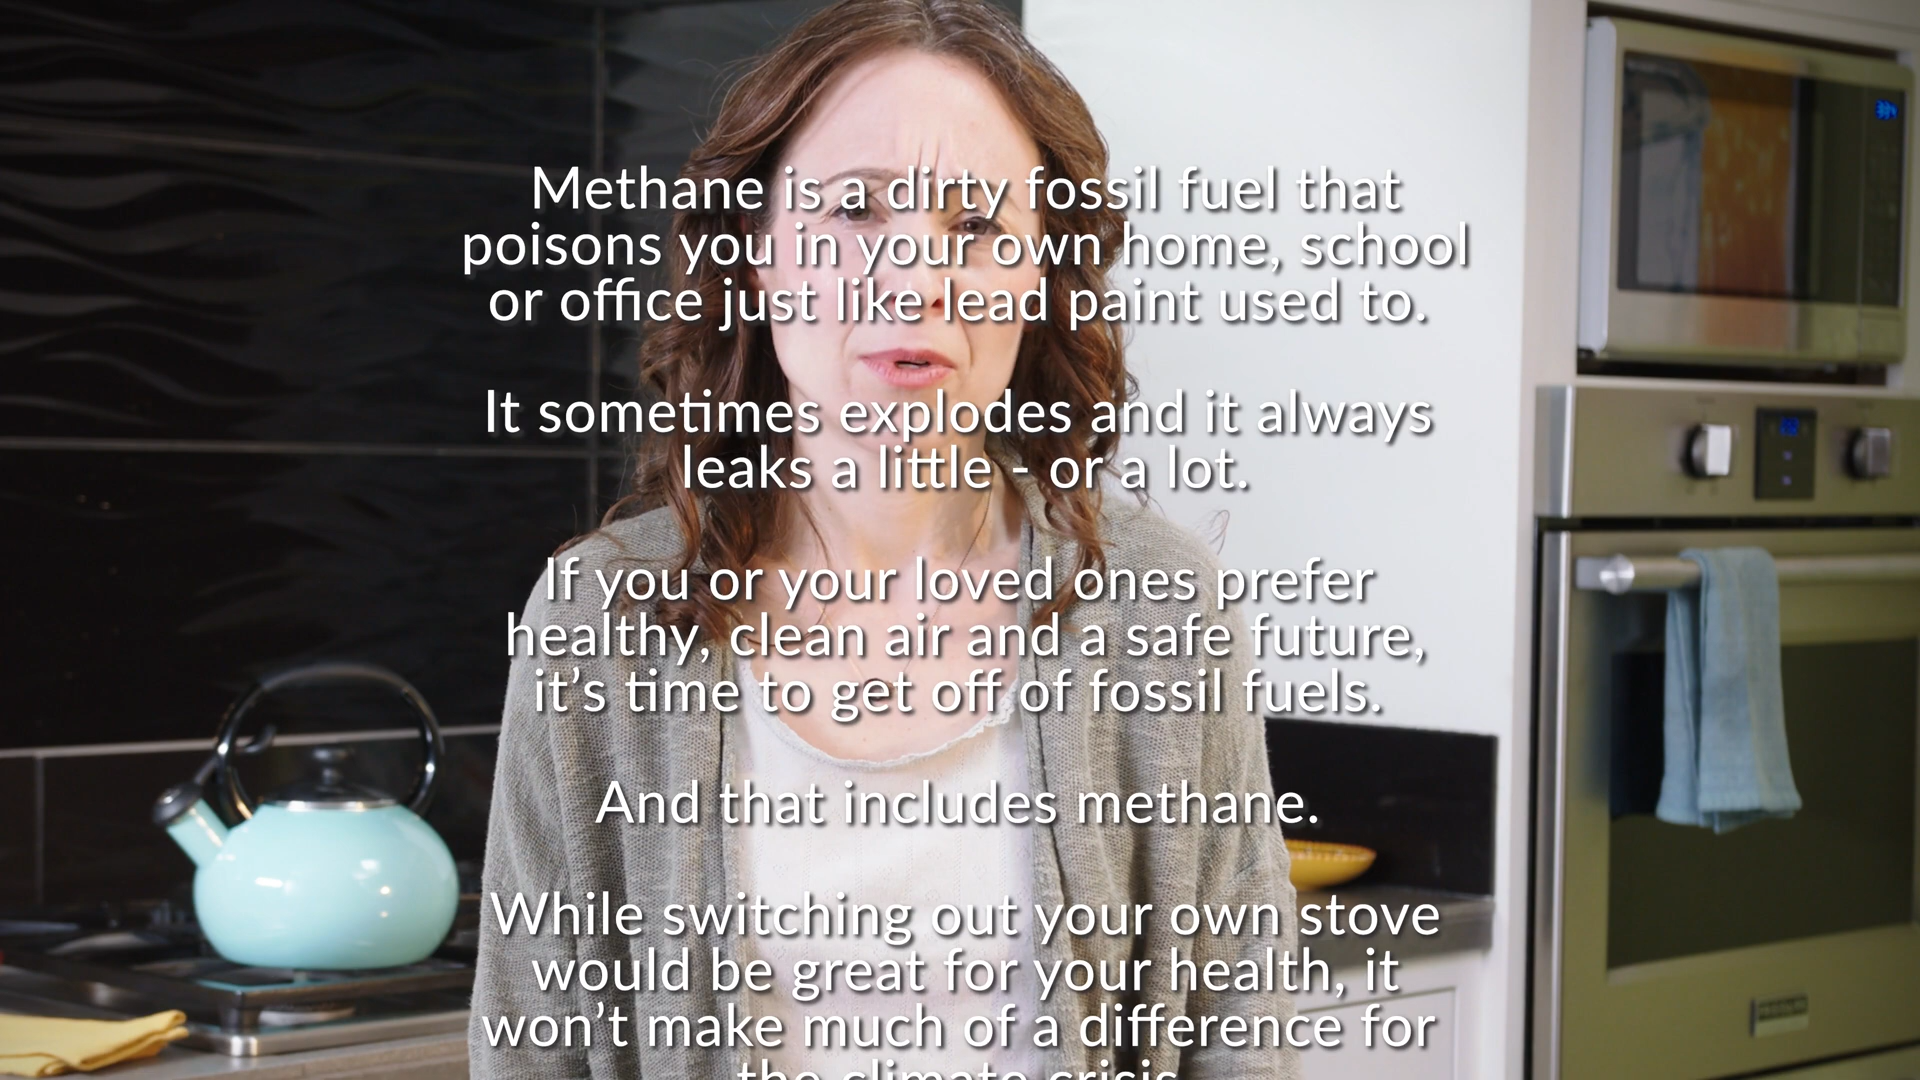 Methane is a dirty fossil fuel that
poisons you in your own home, school
or office just like lead paint used to.
It sometimes explodes and it always
leaks a little - or a lot.
If you or your loved ones prefer
healthy, clean air and a safe future,
it’s time to get off of fossil fuels.
And that includes methane.
While switching out your own stove
would be great for your health, it
won’t make much of a difference for
the climate crisis